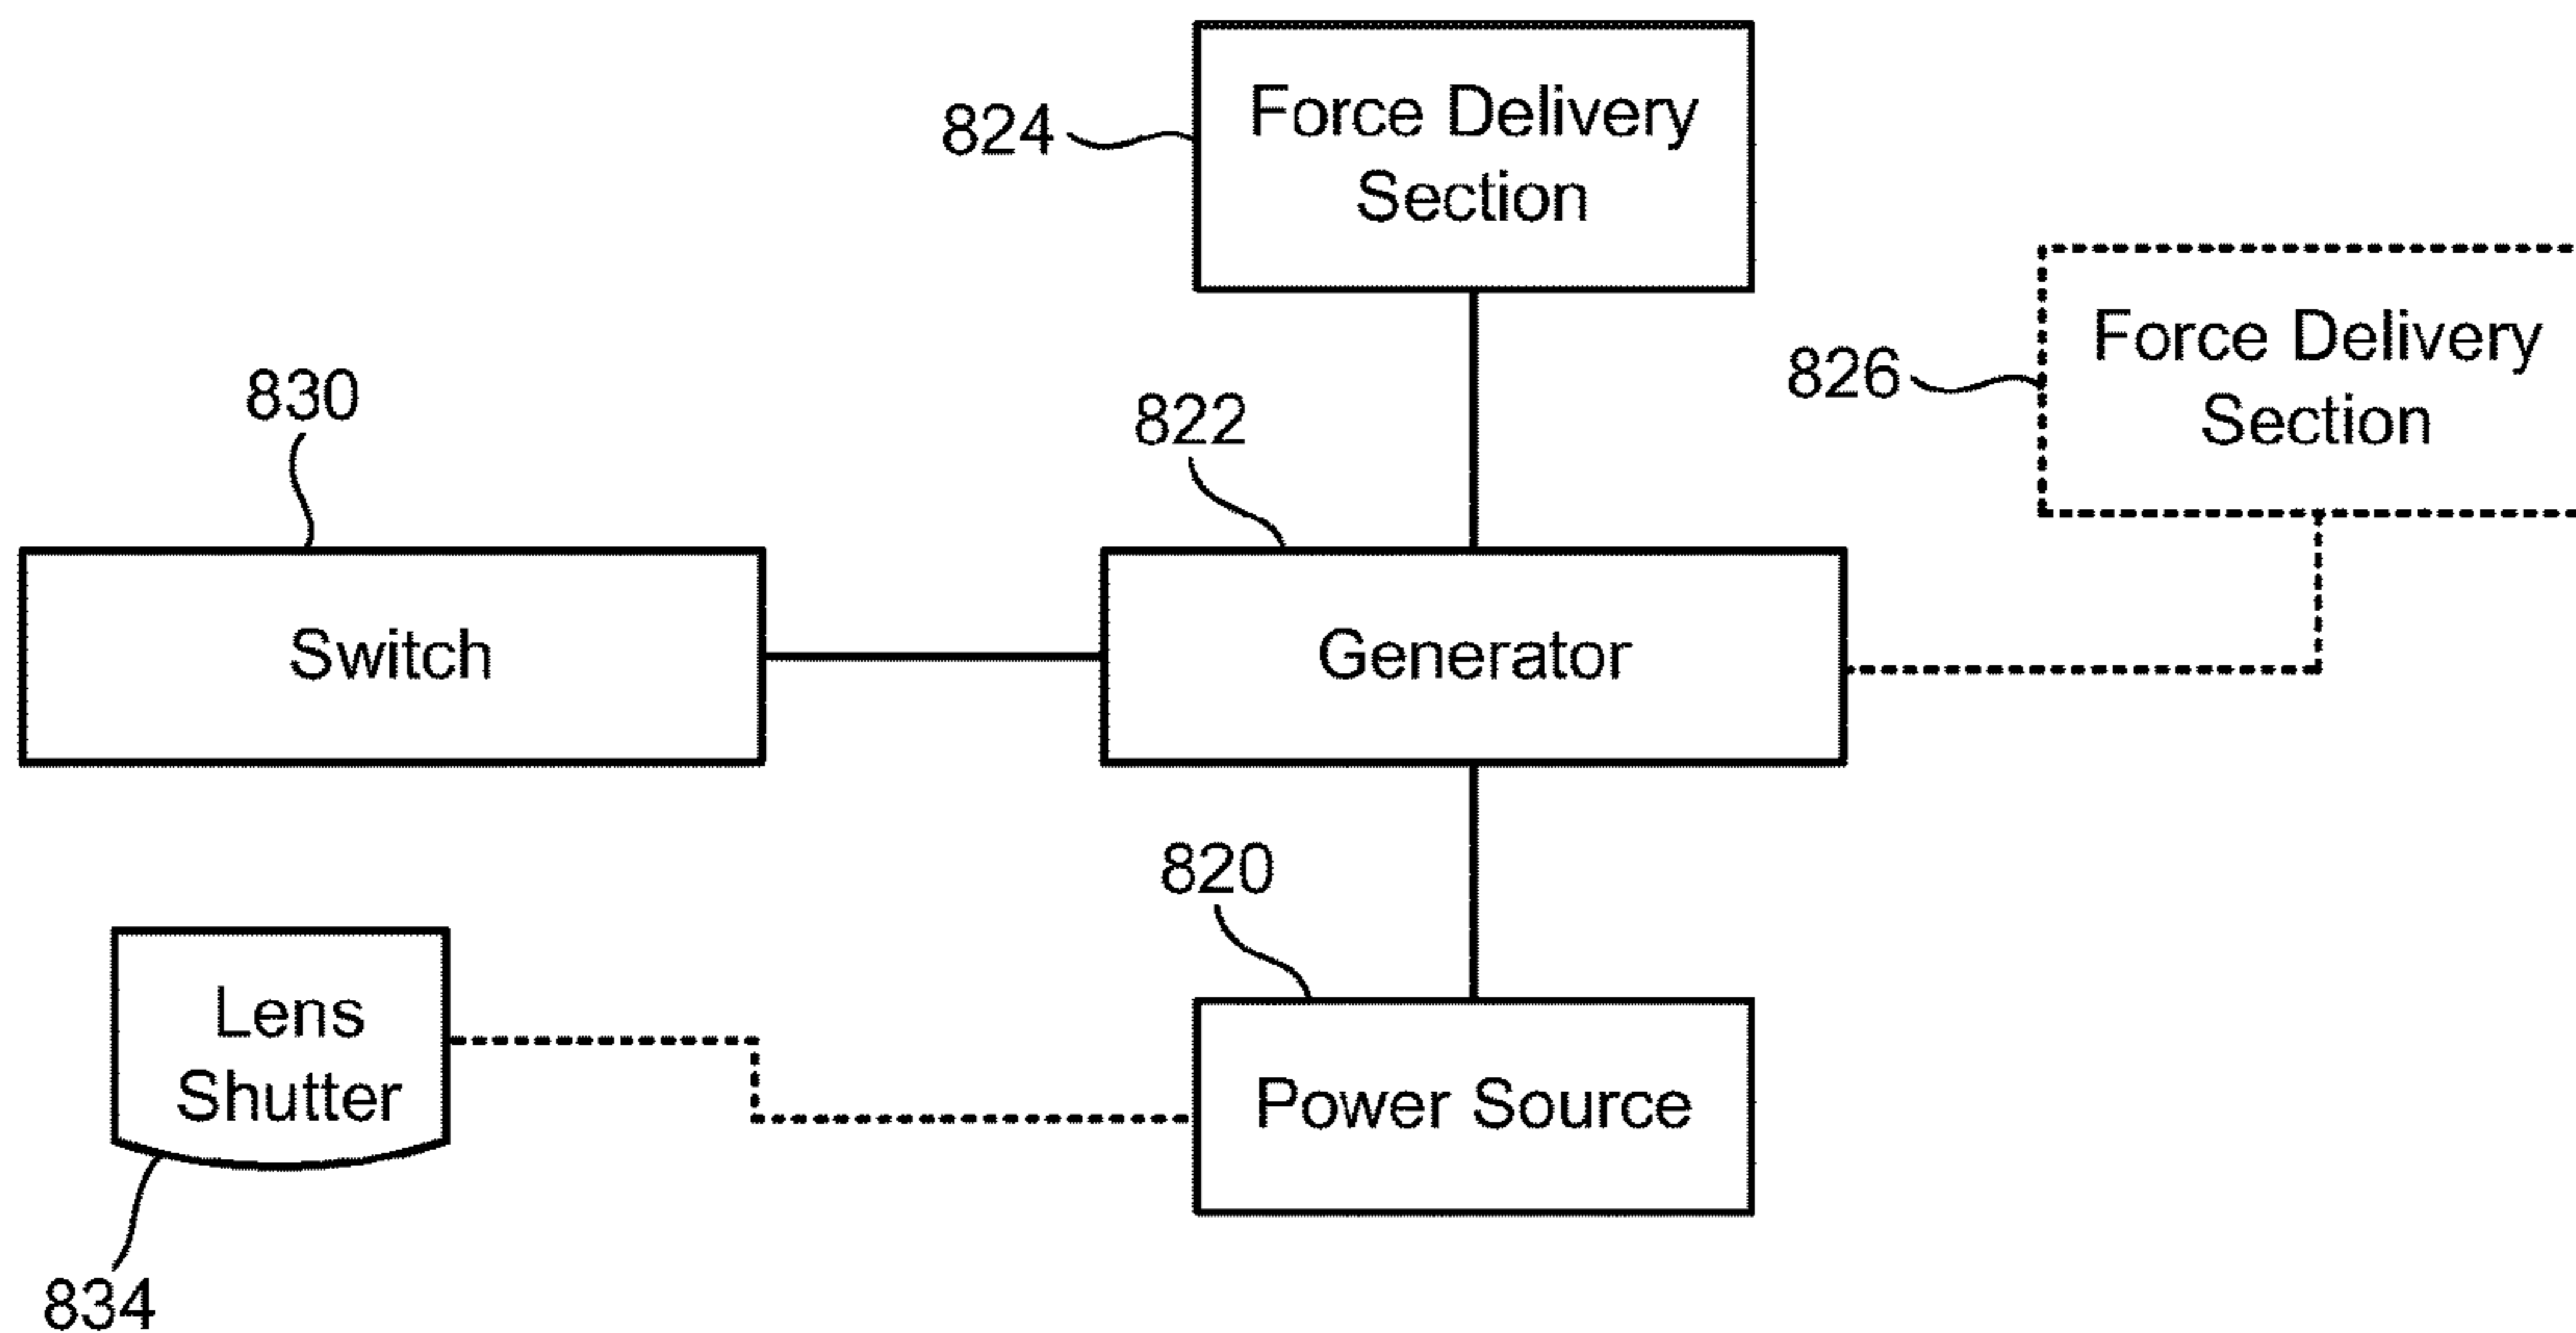 824
Force Delivery
Section
826
Force Delivery
Section
830
822
Switch
Generator
820
Lens
Shutter
Power Source
834